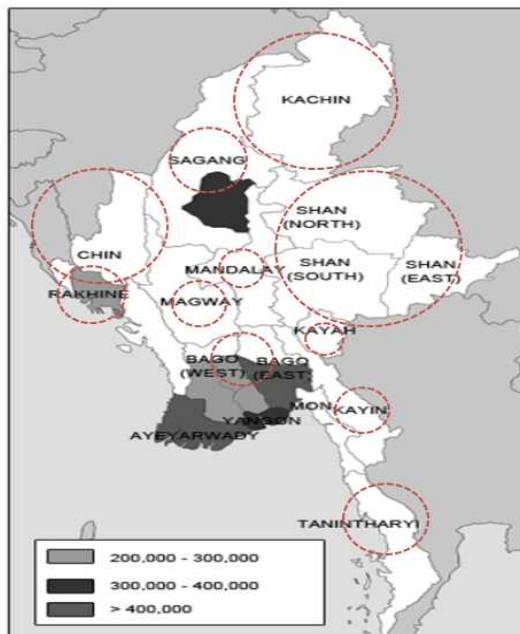 KACHIN
SAGANG
SHAN
(NORTH)
CHIN
MANDALAY
SHAN
(SOUTH)
SHAN
(EAST)
RAKHINE
MAGWAY
KAYAH
BAGO
(WEST)
BAGO
(EAST)
MON
KAYIN
YANGON
AYEYARWADY
TANINTHARYI
200,000 - 300,000
300,000 - 400,000
> 400,000